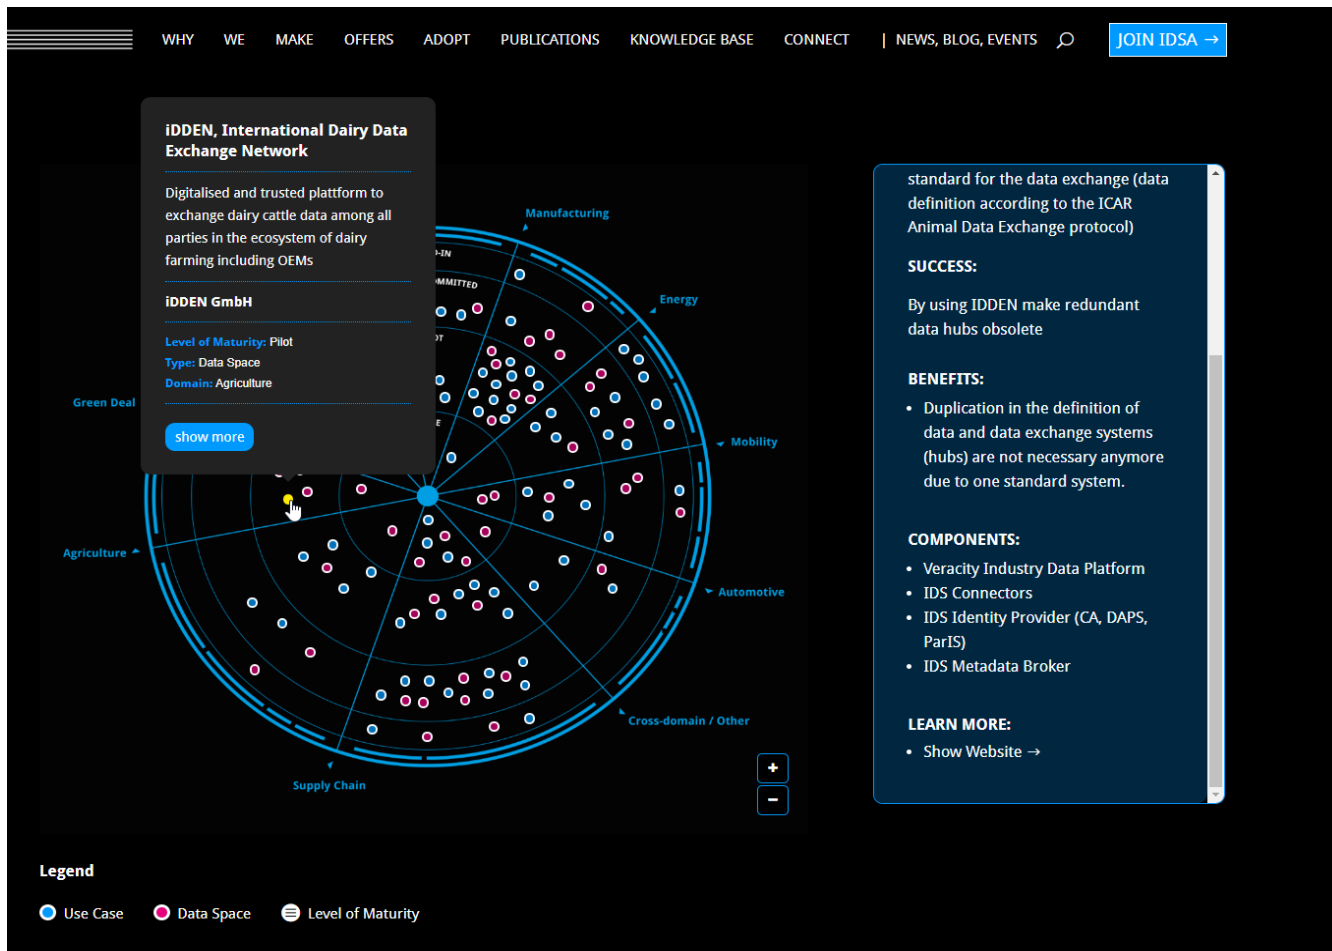 WHY WE MAKE OFFERS ADOPT PUBLICATIONS KNOWLEDGE BASE CONNECT | NEWS, BLOG, EVENTS JOIN IDSA →
iDDEN, International Dairy Data
Exchange Network
Digitalised and trusted plattform to
exchange dairy cattle data among all
parties in the ecosystem of dairy
farming including OEMs
iDDEN GmbH
Level of Maturity: Pilot
Type: Data Space
Domain: Agriculture
show more
Manufacturing
Energy
Mobility
Automotive
Cross-domain / Other
Supply Chain
Agriculture
Green Deal
D-IN
MMITTED
OT
E
+
−
standard for the data exchange (data
definition according to the ICAR
Animal Data Exchange protocol)
SUCCESS:
By using IDDEN make redundant
data hubs obsolete
BENEFITS:
• Duplication in the definition of
data and data exchange systems
(hubs) are not necessary anymore
due to one standard system.
COMPONENTS:
• Veracity Industry Data Platform
• IDS Connectors
• IDS Identity Provider (CA, DAPS,
ParIS)
• IDS Metadata Broker
LEARN MORE:
• Show Website →
Legend
Use Case Data Space Level of Maturity